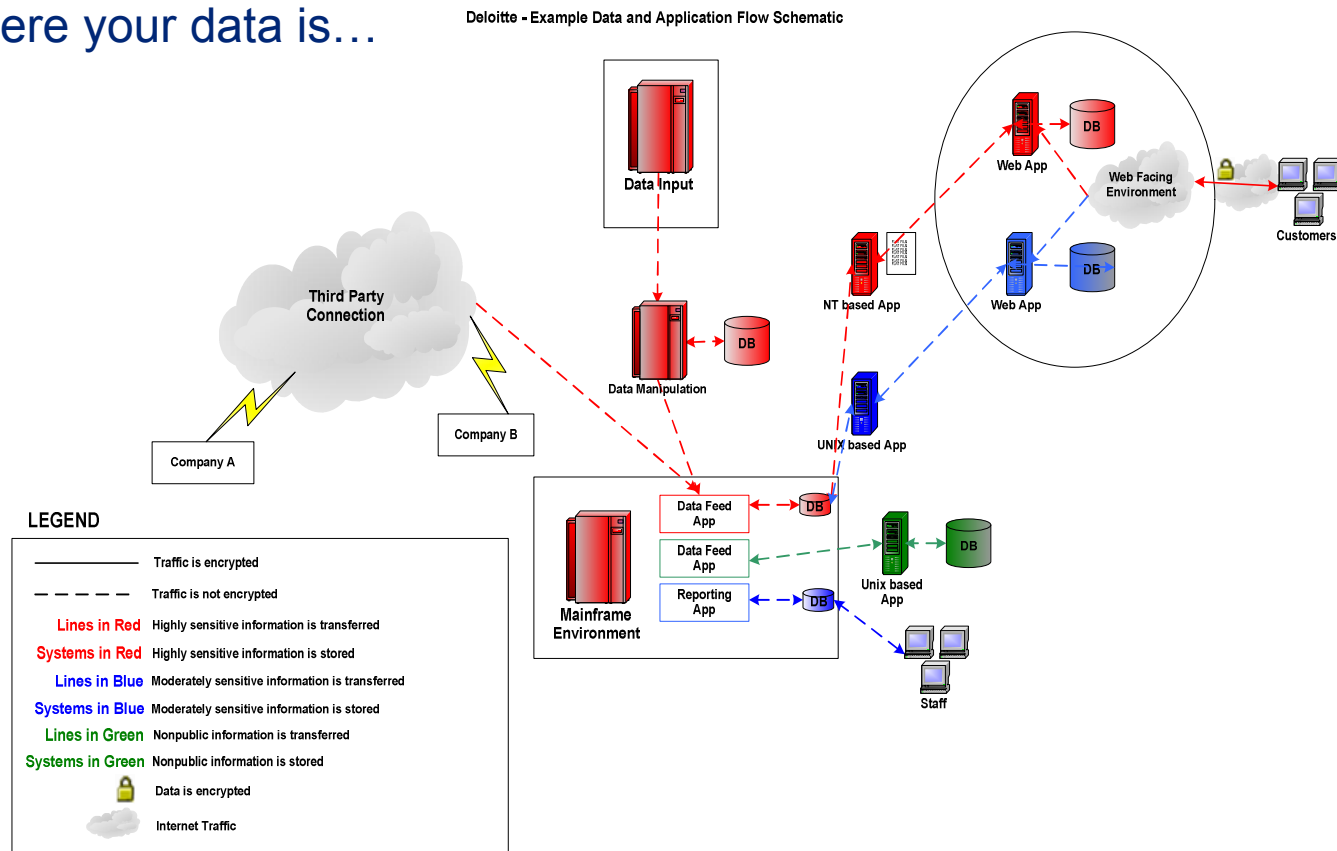 ere your data is…
Deloitte - Example Data and Application Flow Schematic
Data Input
DB
Web App
Web Facing
Environment
Customers
DB
Web App
NT based App
Third Party
Connection
DB
Data Manipulation
Company A
Company B
UNIX based App
Data Feed
App
DB
Data Feed
App
Reporting
App
DB
Mainframe
Environment
DB
Unix based
App
Staff
LEGEND
Traffic is encrypted
Traffic is not encrypted
Lines in Red Highly sensitive information is transferred
Systems in Red Highly sensitive information is stored
Lines in Blue Moderately sensitive information is transferred
Systems in Blue Moderately sensitive information is stored
Lines in Green Nonpublic information is transferred
Systems in Green Nonpublic information is stored
Data is encrypted
Internet Traffic